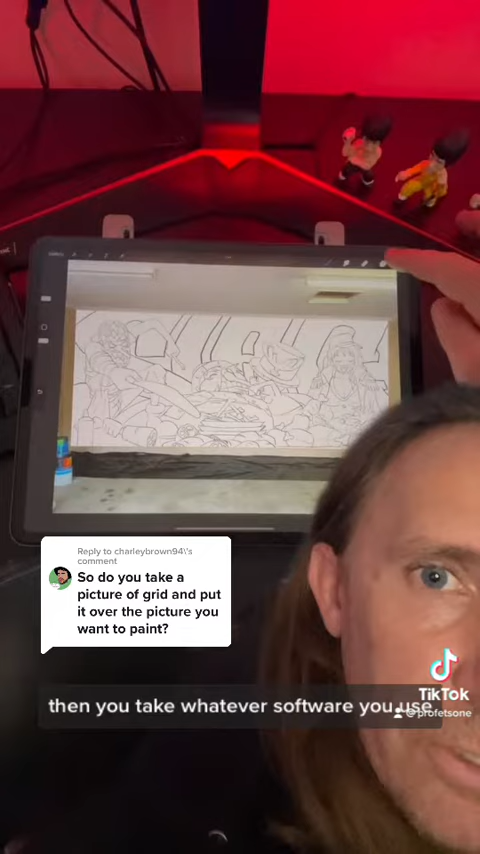 Reply to charleybrown94\'s
comment
So do you take a
picture of grid and put
it over the picture you
want to paint?
then you take whatever software you use
TikTok
@profetsone